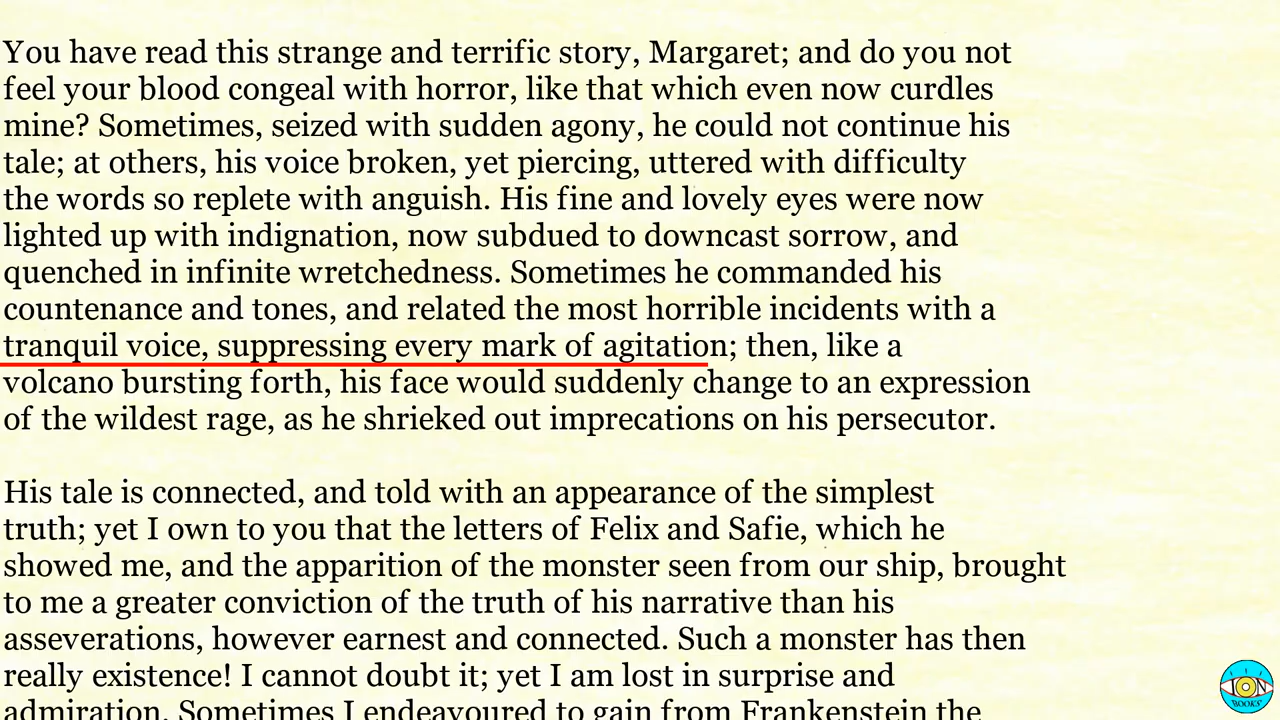 You have read this strange and terrific story, Margaret; and do you not
feel your blood congeal with horror, like that which even now curdles
mine? Sometimes, seized with sudden agony, he could not continue his
tale; at others, his voice broken, yet piercing, uttered with difficulty
the words so replete with anguish. His fine and lovely eyes were now
lighted up with indignation, now subdued to downcast sorrow, and
quenched in infinite wretchedness. Sometimes he commanded his
countenance and tones, and related the most horrible incidents with a
tranquil voice, suppressing every mark of agitation; then, like a
volcano bursting forth, his face would suddenly change to an expression
of the wildest rage, as he shrieked out imprecations on his persecutor.
His tale is connected, and told with an appearance of the simplest
truth; yet I own to you that the letters of Felix and Safie, which he
showed me, and the apparition of the monster seen from our ship, brought
to me a greater conviction of the truth of his narrative than his
asseverations, however earnest and connected. Such a monster has then
really existence! I cannot doubt it; yet I am lost in surprise and
admiration. Sometimes I endeavoured to gain from Frankenstein the
ION
BOOKS